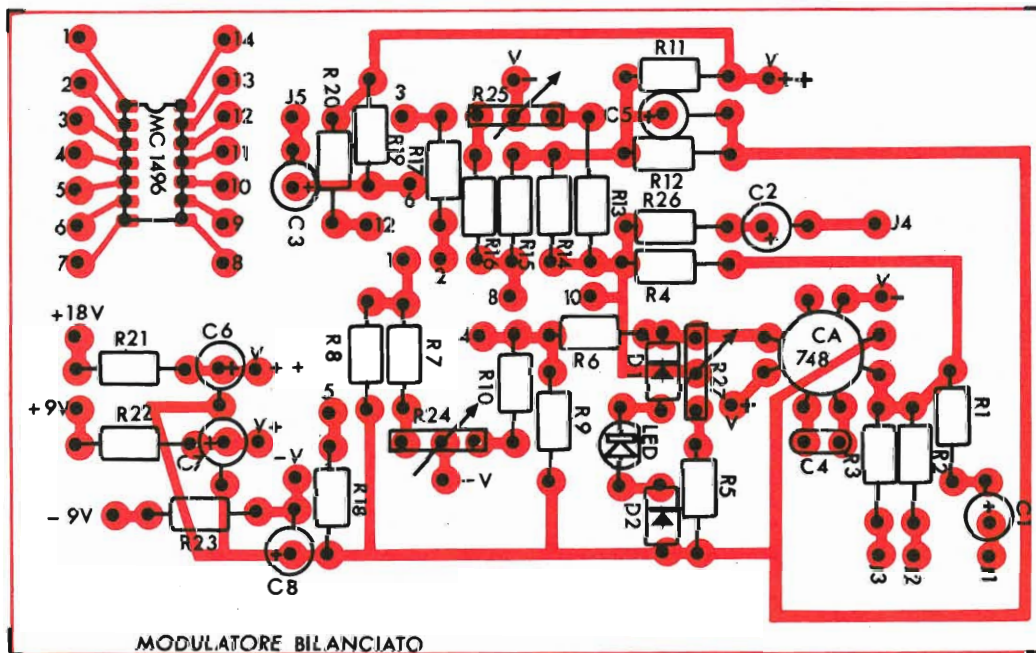 1 14
2 13
3 12
4 11
5 10
6 9
7 8
MC 1496
J5
R20
R19
3
R17
6
12
C3
2
1
V -
R25
R16
R15
R14
R13
8
10
R11
V ++
C5 +
R12
R26
C2
+
J4
R4
+18V
R21
C6
+
V ++
+9V
R22
C7
+
V +
-V
-9V
R23
C8
+
R8
R7
5
R18
4
R10
R24
-V
R6
R9
D1
LED
D2
R27
R5
V+
V-
CA
748
C4
R3
R2
R1
+
C1
J3
J2
J1
MODULATORE BILANCIATO